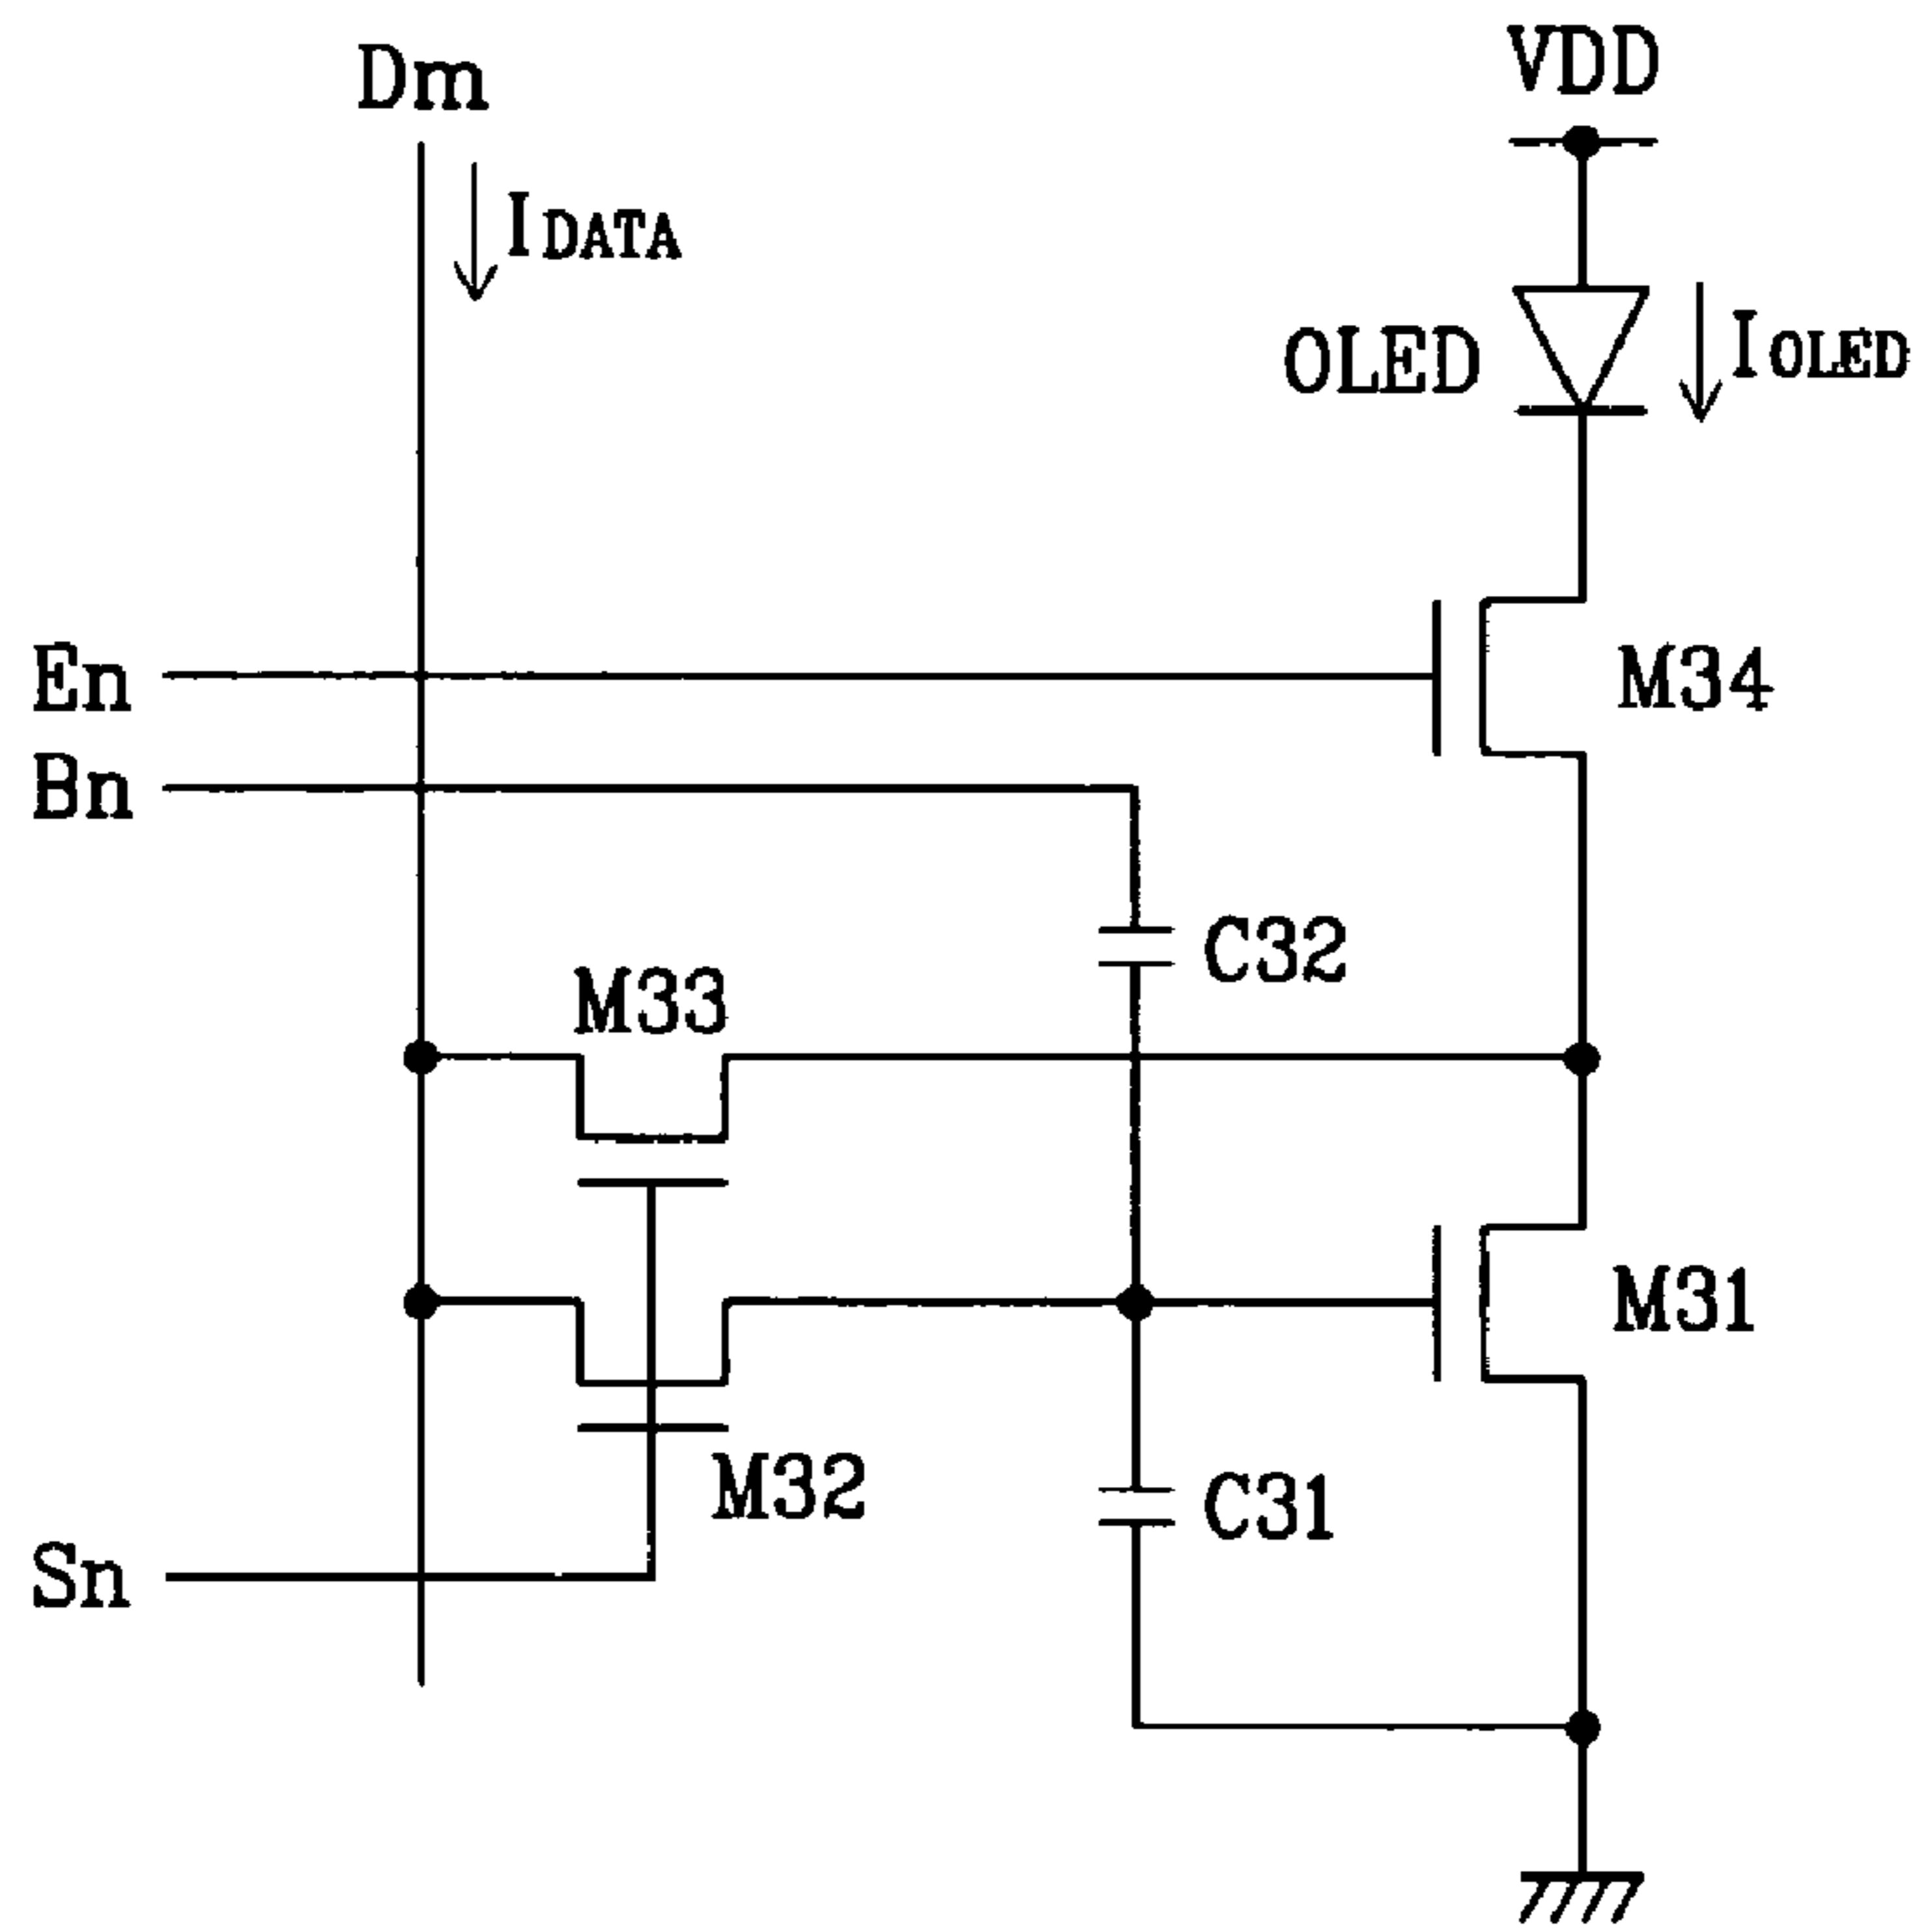 Dm
VDD
IDATA
IOLED
OLED
En
M34
Bn
C32
M33
M31
M32
C31
Sn